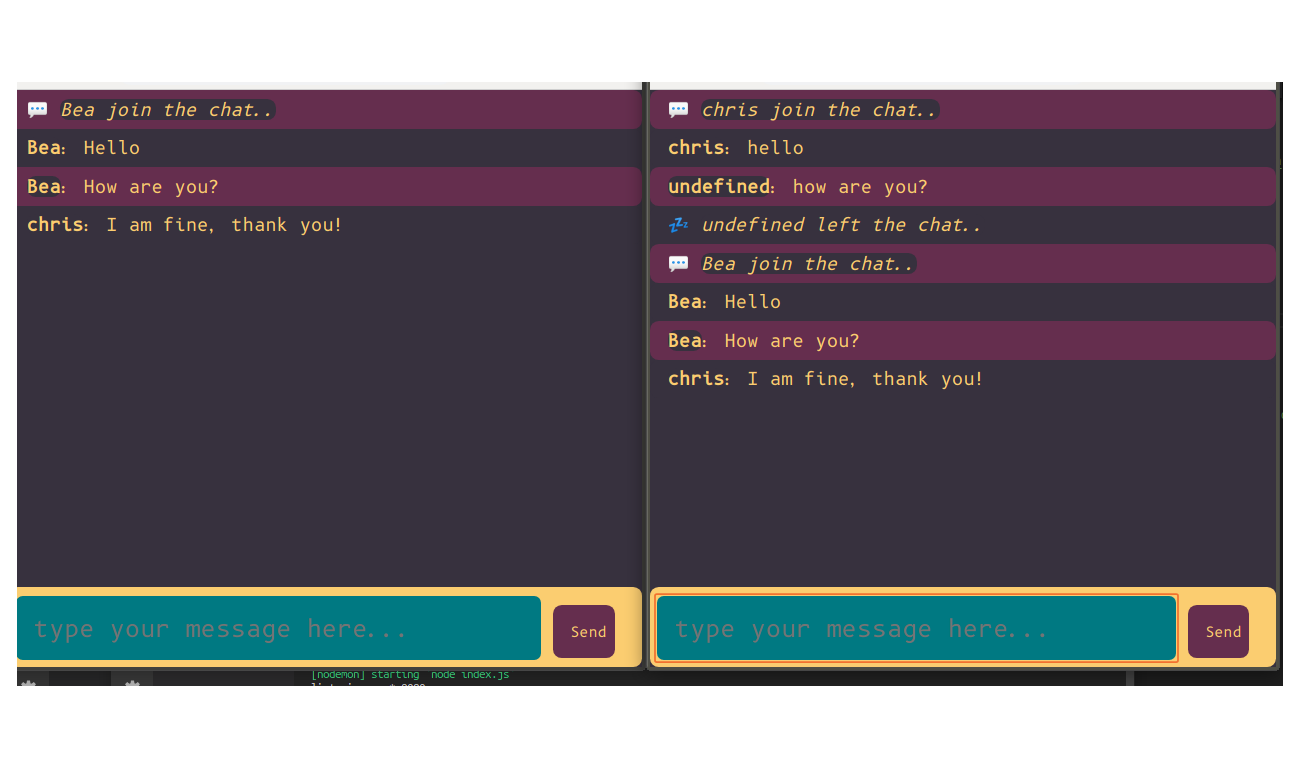 💬 Bea join the chat..
Bea: Hello
Bea: How are you?
chris: I am fine, thank you!
type your message here...
Send
💬 chris join the chat..
chris: hello
undefined: how are you?
💤 undefined left the chat..
💬 Bea join the chat..
Bea: Hello
Bea: How are you?
chris: I am fine, thank you!
type your message here...
Send
[nodemon] starting `node index.js`